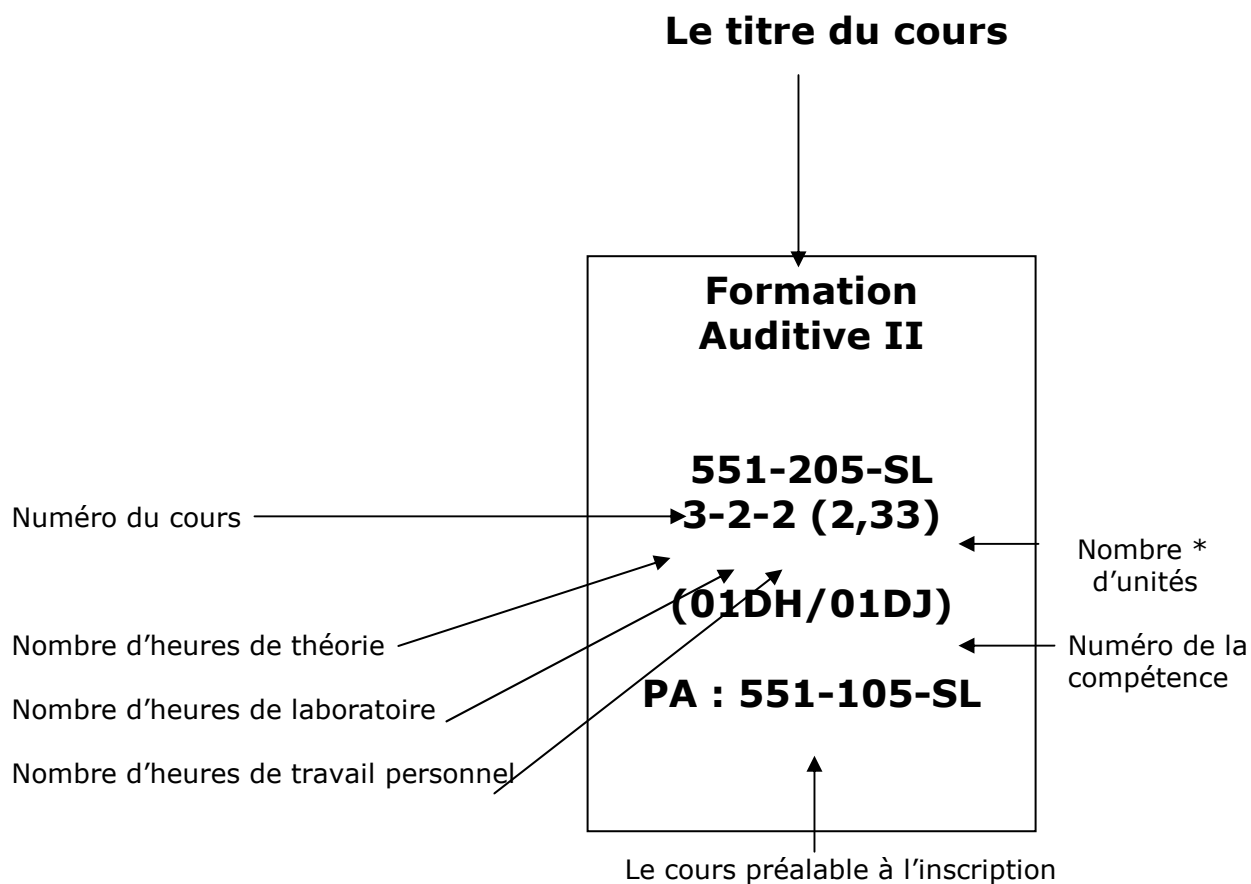 Le titre du cours
Formation
Auditive II
551-205-SL
Numéro du cours
3-2-2 (2,33)
Nombre *
d’unités
(01DH/01DJ)
Nombre d’heures de théorie
Numéro de la
compétence
Nombre d’heures de laboratoire
PA : 551-105-SL
Nombre d’heures de travail personnel
Le cours préalable à l’inscription